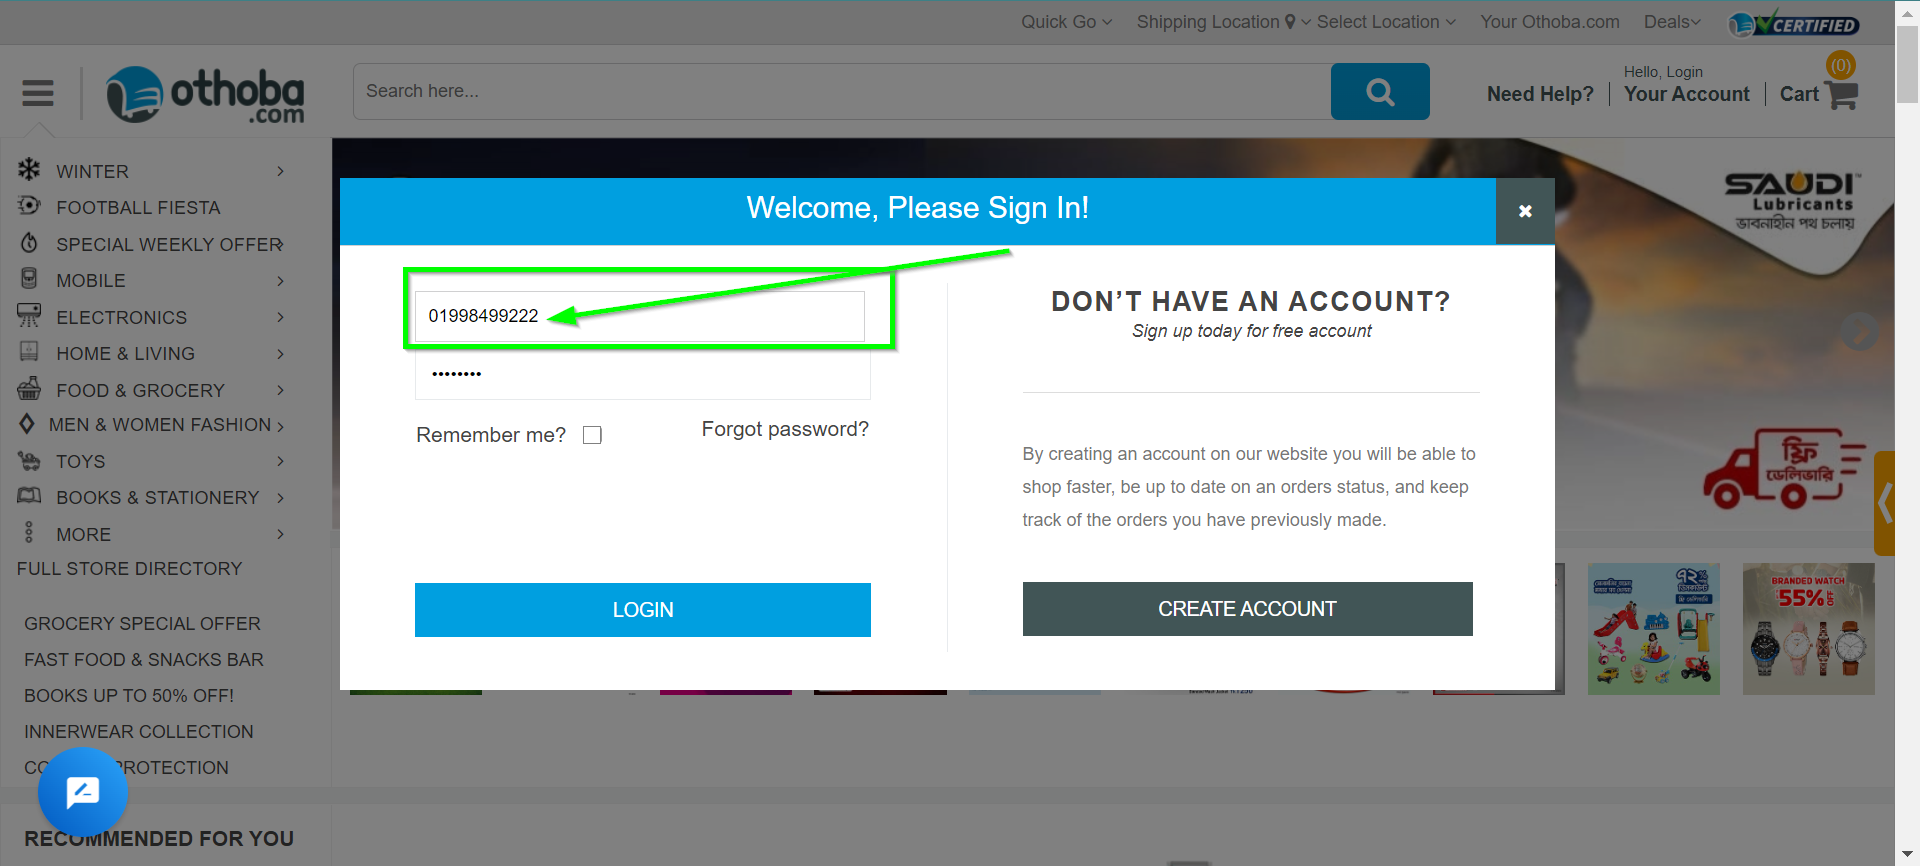 Quick Go Shipping Location Select Location Your Othoba.com Deals CERTIFIED
othoba
.com
Search here...
Need Help?
Hello, Login
Your Account
Cart
(0)
WINTER
FOOTBALL FIESTA
SPECIAL WEEKLY OFFER
MOBILE
ELECTRONICS
HOME & LIVING
FOOD & GROCERY
MEN & WOMEN FASHION
TOYS
BOOKS & STATIONERY
MORE
FULL STORE DIRECTORY
GROCERY SPECIAL OFFER
FAST FOOD & SNACKS BAR
BOOKS UP TO 50% OFF!
INNERWEAR COLLECTION
RECOMMENDED FOR YOU
SAUDI
Lubricants
ভাবনাহীন পথ চলায়
Welcome, Please Sign In!
01998499222
Remember me?
Forgot password?
LOGIN
DON’T HAVE AN ACCOUNT?
Sign up today for free account
By creating an account on our website you will be able to
shop faster, be up to date on an orders status, and keep
track of the orders you have previously made.
CREATE ACCOUNT
ফ্রি
ডেলিভারি
৭২%
BRANDED WATCH
55% OFF